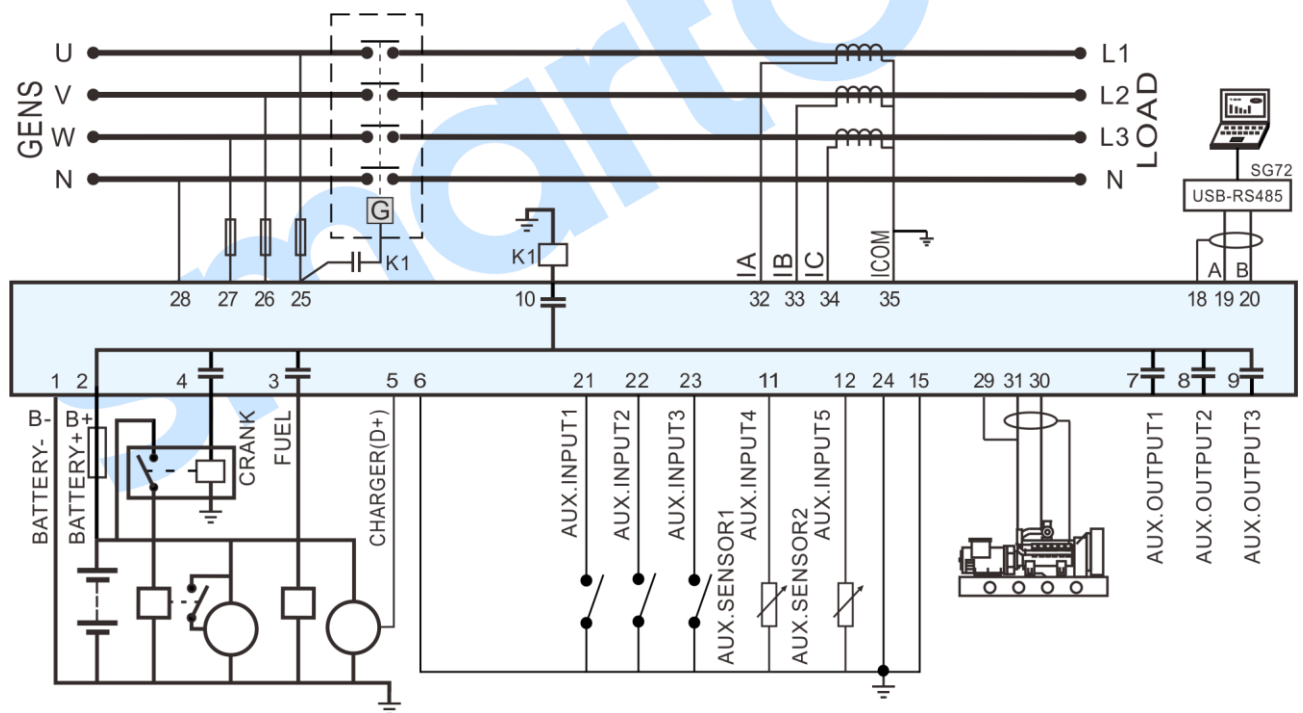 smarto
GENS
U
V
W
N
L1
L2
L3
N
LOAD
SG72
USB-RS485
G
K1
K1
IA
IB
IC
ICOM
A
B
28
27
26
25
10
32
33
34
35
18
19
20
1
2
4
3
5
6
21
22
23
11
12
24
15
29
31
30
7
8
9
B-
B+
BATTERY-
BATTERY+
CRANK
FUEL
CHARGER(D+)
AUX.INPUT1
AUX.INPUT2
AUX.INPUT3
AUX.SENSOR1
AUX.INPUT4
AUX.SENSOR2
AUX.INPUT5
AUX.OUTPUT1
AUX.OUTPUT2
AUX.OUTPUT3